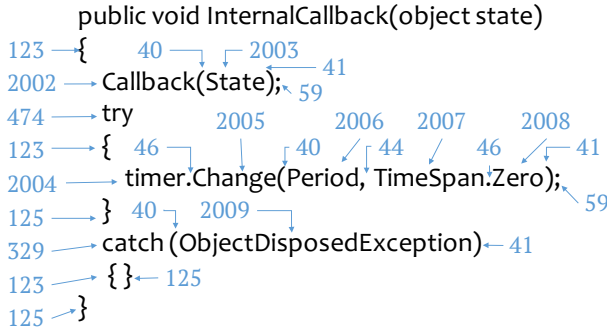 public void InternalCallback(object state)
123 { 40 2003
2002 Callback(State); 41 59
474 try 2005 2006 2007 2008
123 { 46 40 44 46 41
2004 timer.Change(Period, TimeSpan.Zero); 59
125 } 40 2009
329 catch (ObjectDisposedException) 41
123 { } 125
125 }